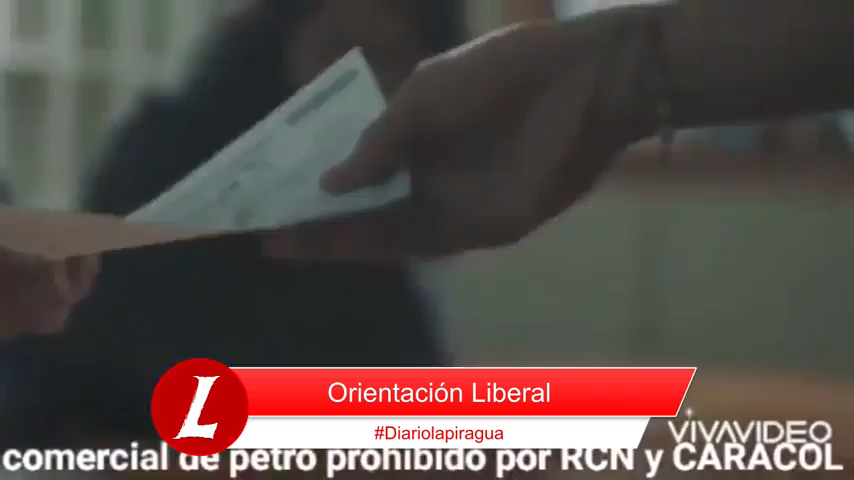 L
Orientación Liberal
#Diariolapiragua
VIVAVIDEO
comercial de petro prohibido por RCN y CARACOL